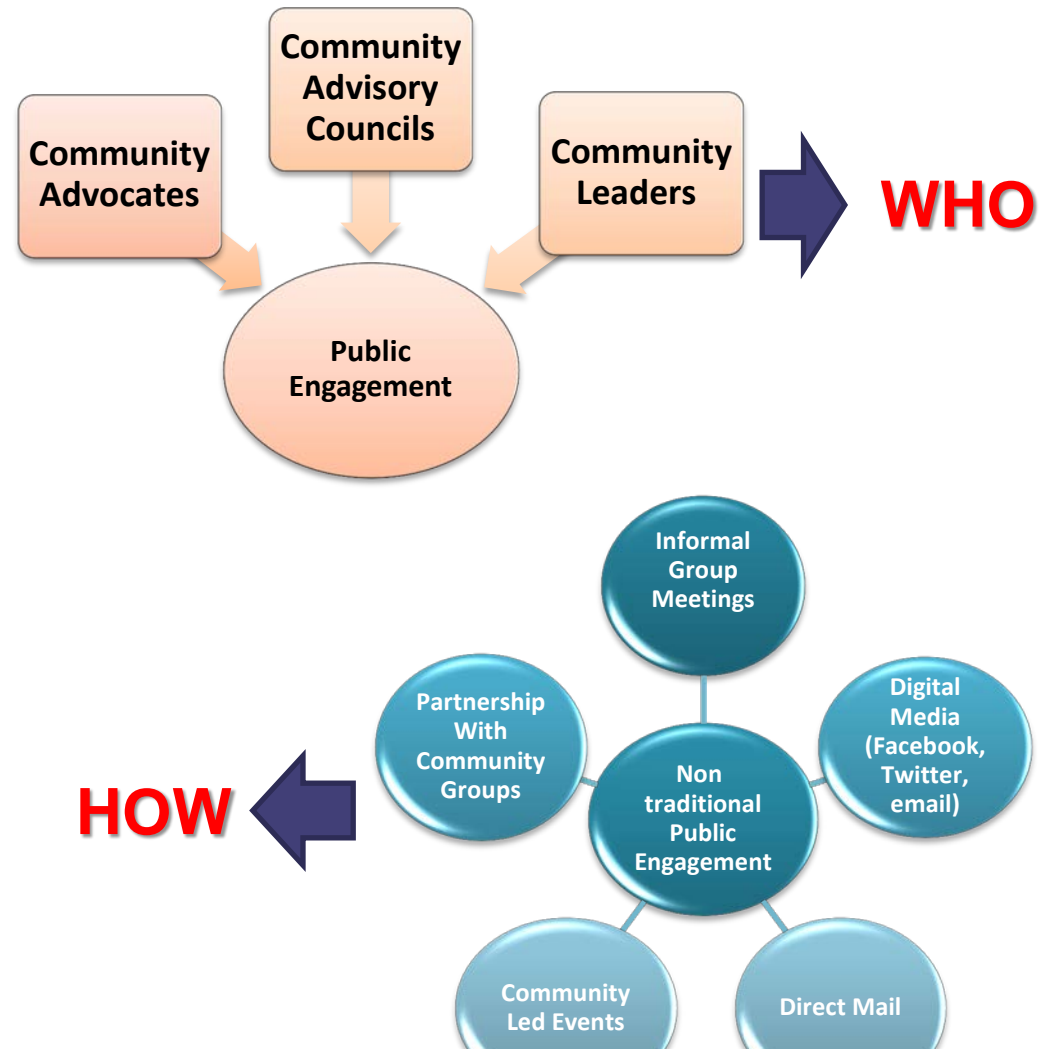 Community
Advisory
Councils
Community
Advocates
Community
Leaders
WHO
Public
Engagement
Informal
Group
Meetings
Partnership
With
Community
Groups
Digital
Media
(Facebook,
Twitter,
email)
Non
traditional
Public
Engagement
HOW
Community
Led Events
Direct Mail